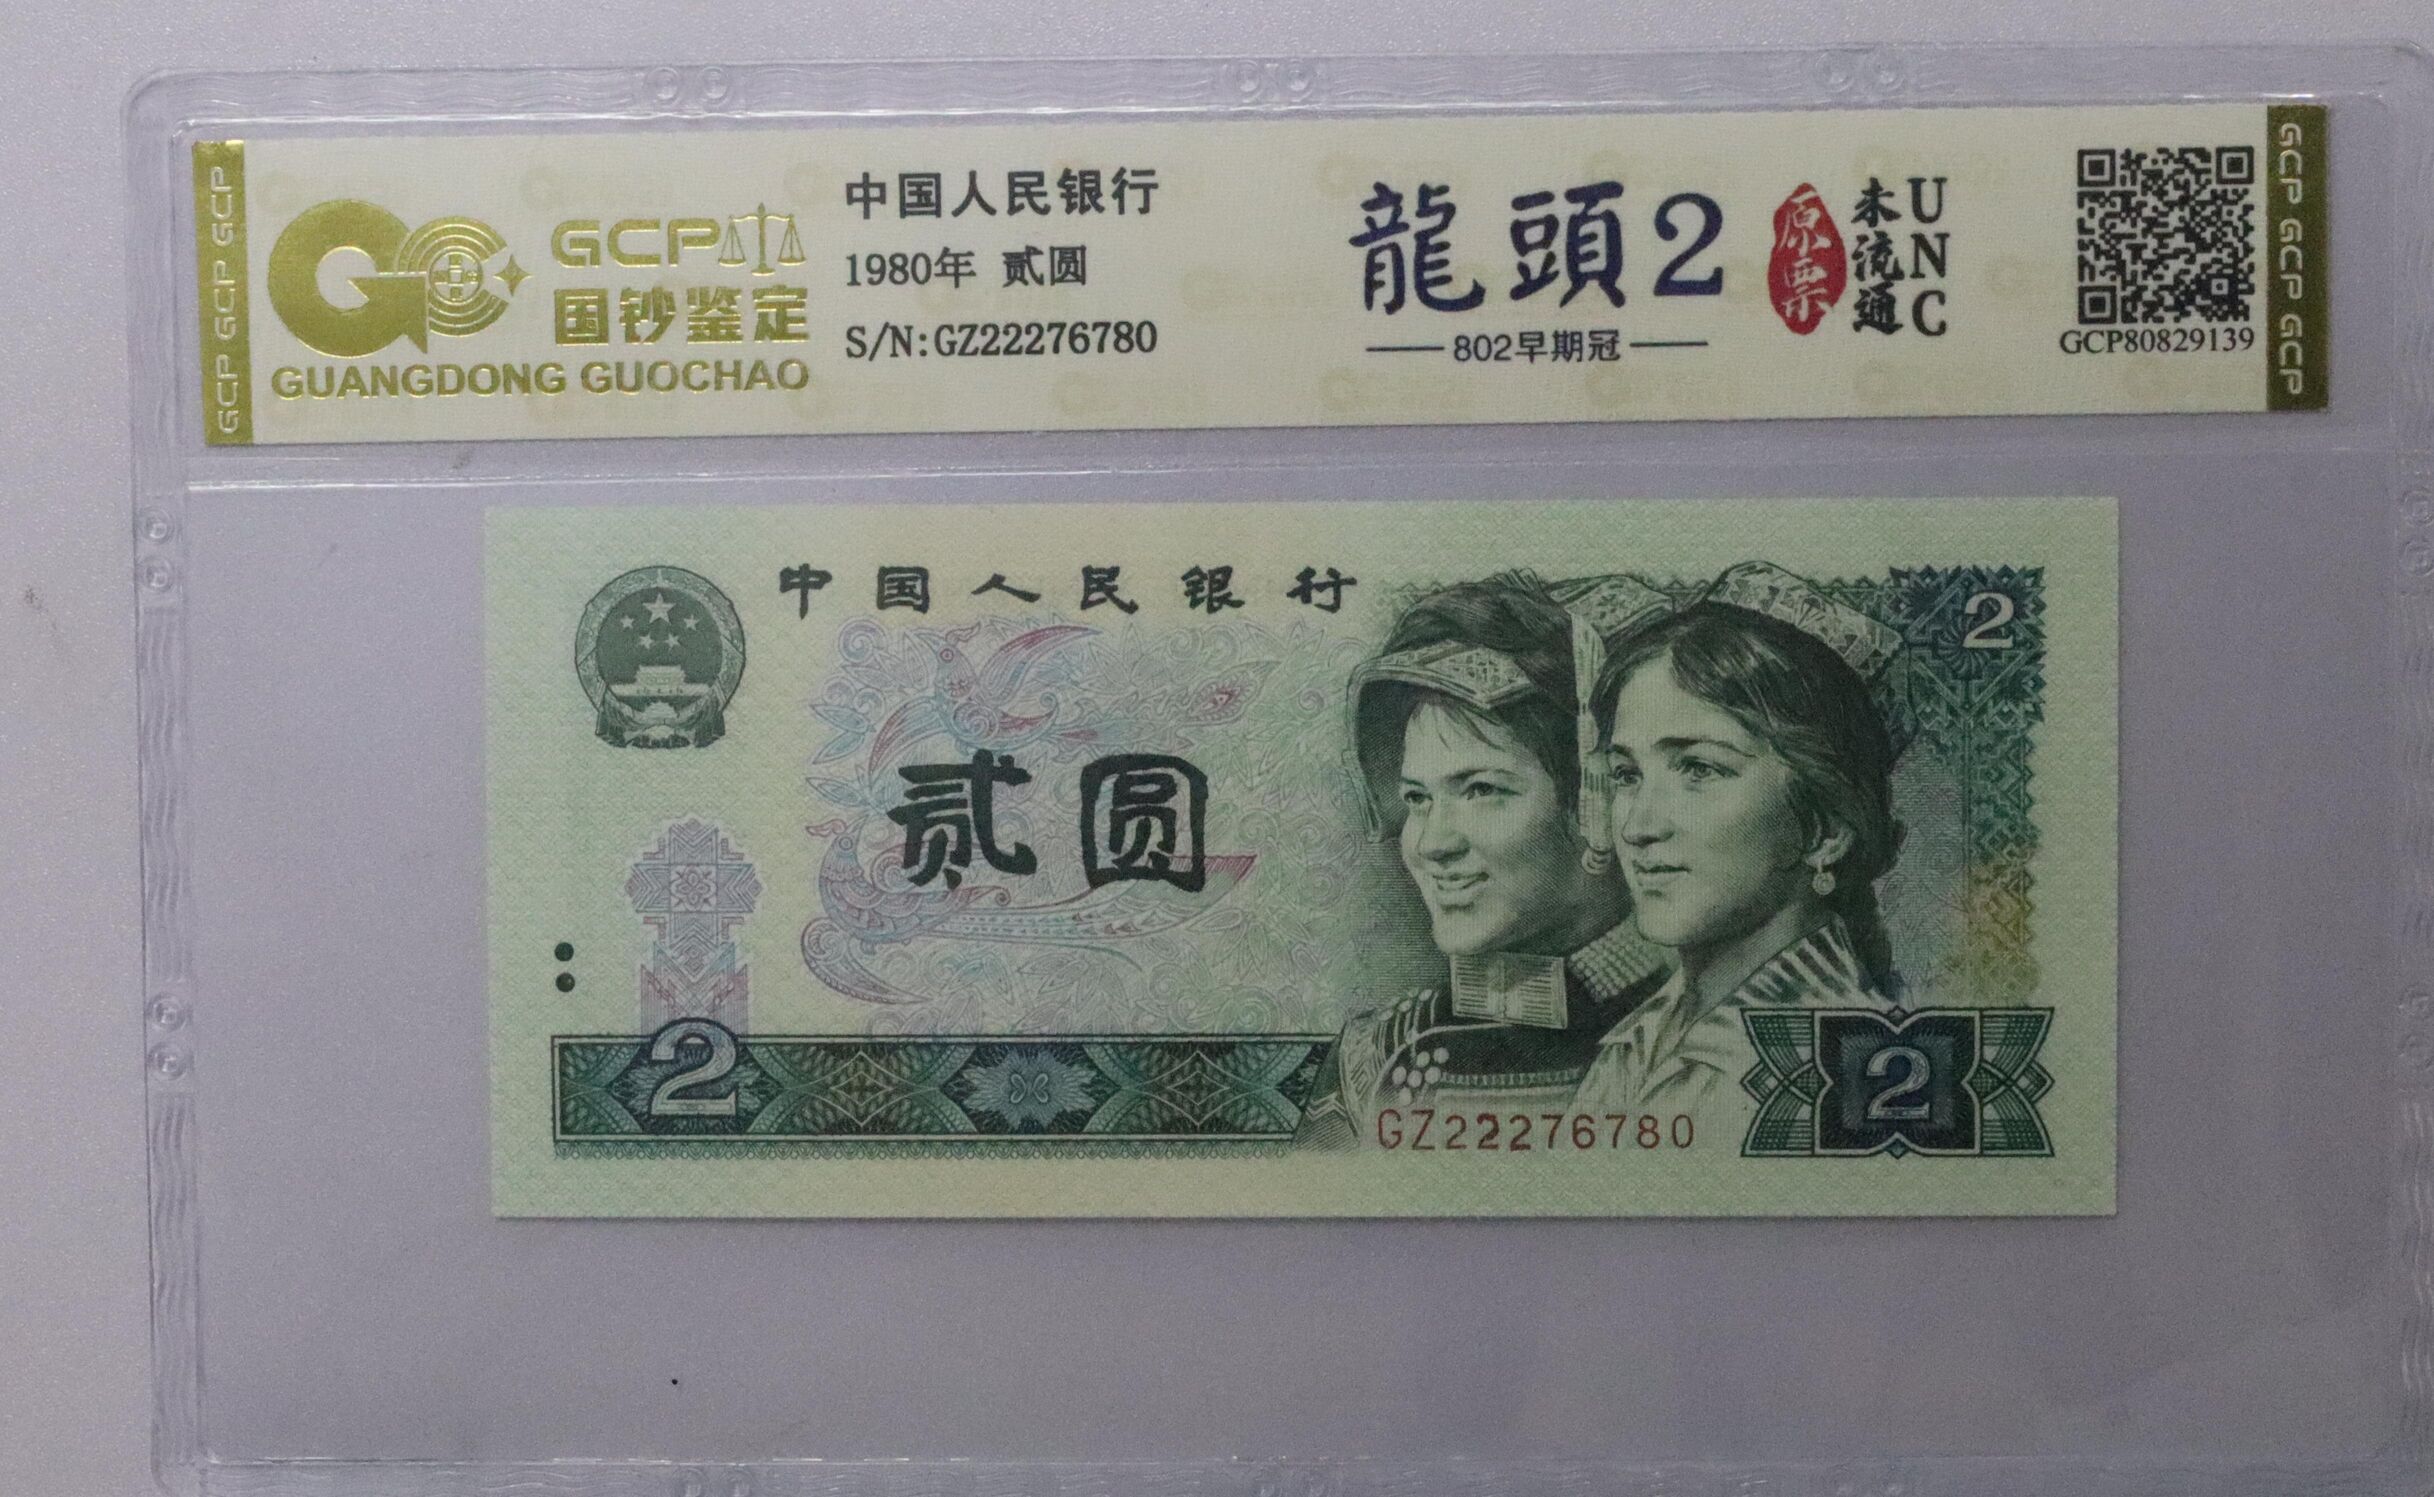 GCP GCP GCP
GCP
国钞鉴定
GUANGDONG GUOCHAO
中国人民银行
1980年 贰圆
S/N:GZ22276780
龍頭2
802早期冠
原票
未流通
UNC
GCP80829139
GCP GCP GCP
中国人民银行
2
贰圆
2
GZ22276780
2